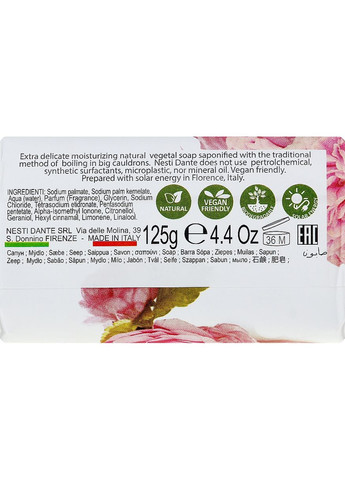 Extra delicate moisturizing natural vegetal soap saponified with the traditional
method of boiling in big cauldrons. Nesti Dante does not use pertrolchemical,
synthetic surfactants, microplastic, nor mineral oil. Vegan friendly.
Prepared with solar energy in Florence, Italy.
INGREDIENTI: Sodium palmate, Sodium palm kernelate,
Aqua (water), Parfum (Fragrance), Glycerin, Sodium
Chloride, Tetrasodium etidronate, Pentasodium
pentetate, Alpha-isomethyl Ionone, Citronellol,
Geraniol, Hexyl cinnamal, Limonene, Linalool.
NATURAL
VEGAN
FRIENDLY
BIODEGRADABLE
SOLAR ENERGY
NESTI DANTE SRL Via delle Molina, 39
S. Donnino FIRENZE - MADE IN ITALY
125g ℮ 4.4 Oz
36 M
EAC
Сапун / Mýdlo / Sæbe / Seep / Saippua / Savon / σαπούνι / Soap / Barra Sópa / Ziepes / Muilas / Sapun /
Zeep / Mydło / Sabão / Săpun / Mydlo / Milo / Jabón / Tvål / Seife / Szappan / Sabun / мыло / 石鹸 / 肥皂 /
صابون